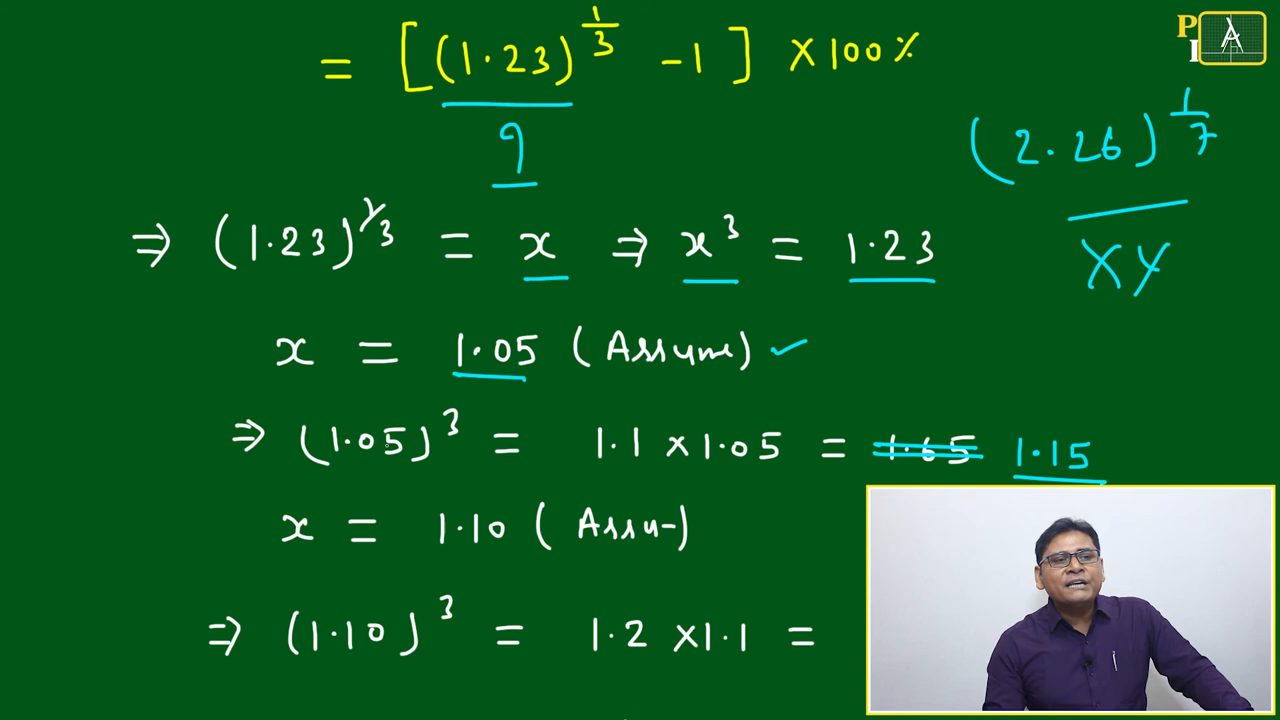 = [(1.23)^{1/3} - 1] × 100%
(2.26)^{1/7}
9
⇒ (1.23)^{1/3} = x ⇒ x^3 = 1.23
XY
x = 1.05 (Assume) ✓
⇒ (1.05)^3 = 1.1 × 1.05 = 1.65 1.15
x = 1.10 (Assu-)
⇒ (1.10)^3 = 1.2 × 1.1 =